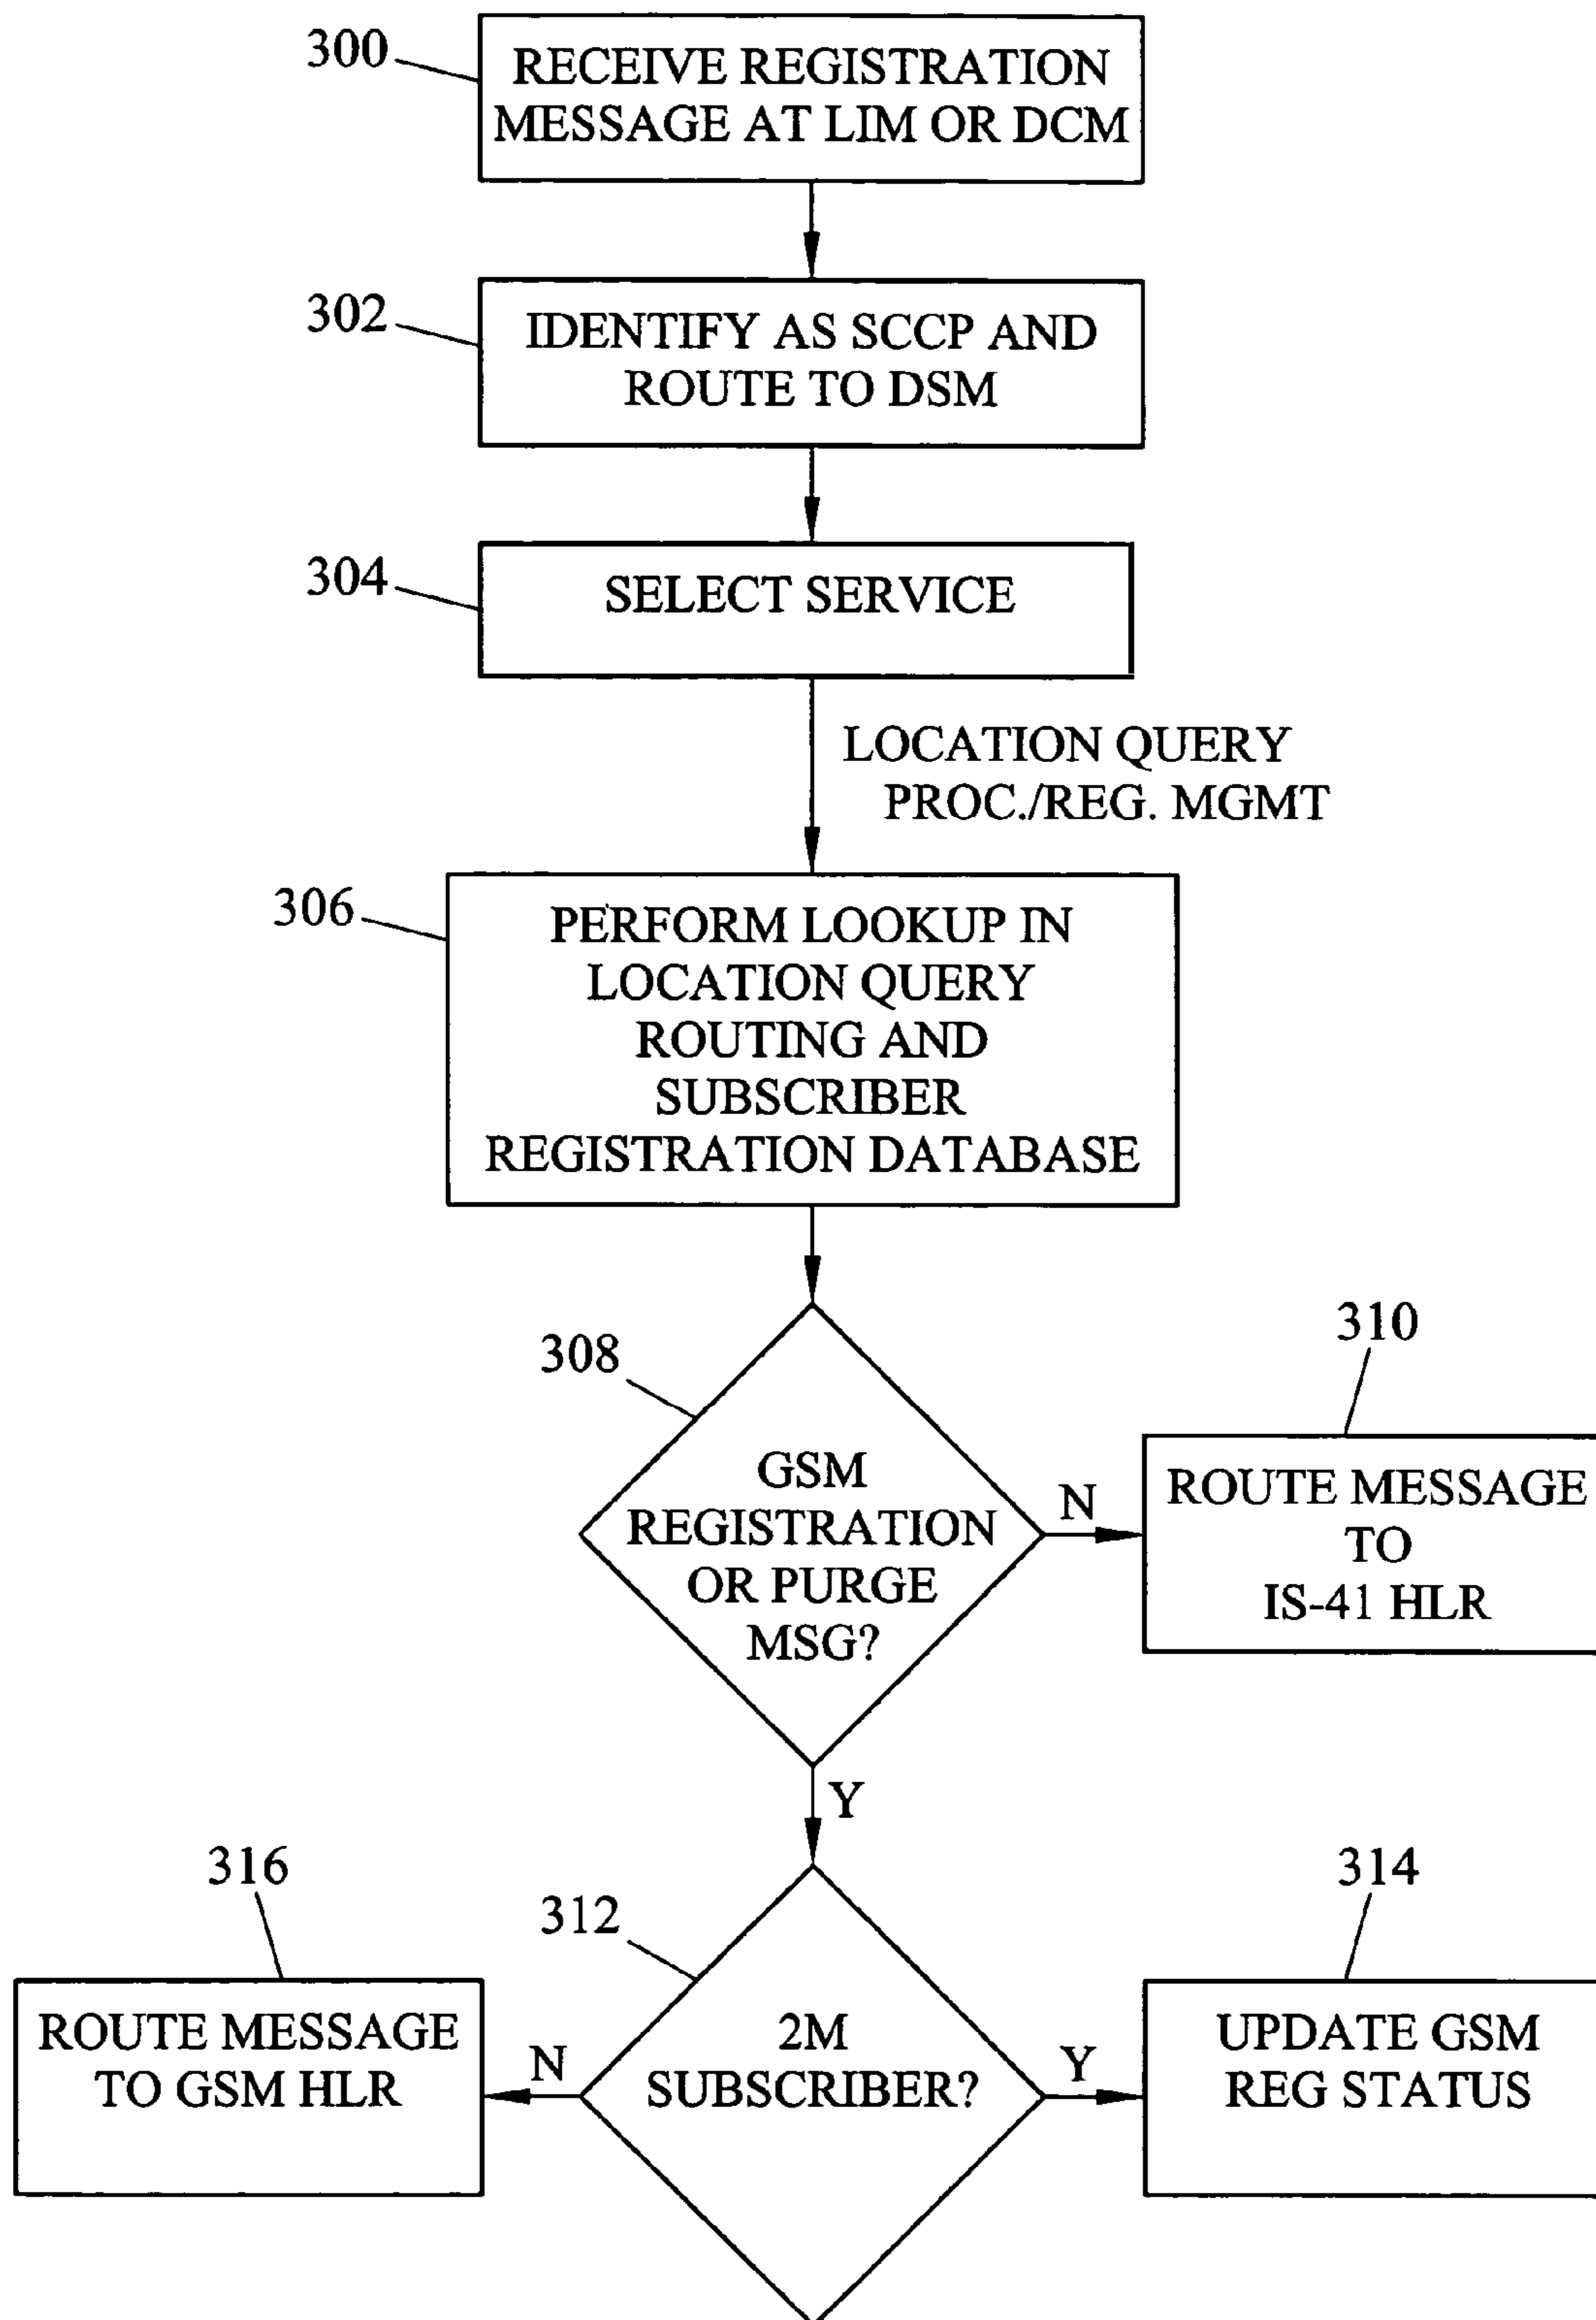 300
RECEIVE REGISTRATION
MESSAGE AT LIM OR DCM
302
IDENTIFY AS SCCP AND
ROUTE TO DSM
304
SELECT SERVICE
LOCATION QUERY
PROC./REG. MGMT
306
PERFORM LOOKUP IN
LOCATION QUERY
ROUTING AND
SUBSCRIBER
REGISTRATION DATABASE
308
GSM
REGISTRATION
OR PURGE
MSG?
N
310
ROUTE MESSAGE
TO
IS-41 HLR
Y
312
2M
SUBSCRIBER?
N
316
ROUTE MESSAGE
TO GSM HLR
Y
314
UPDATE GSM
REG STATUS